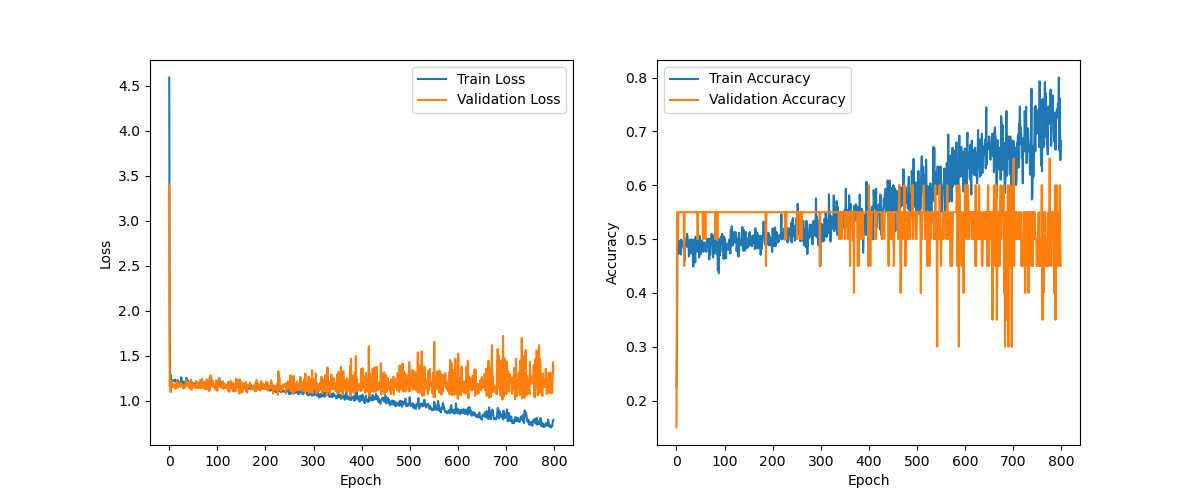 Train Loss
Validation Loss
4.5
4.0
3.5
3.0
2.5
2.0
1.5
1.0
Loss
0 100 200 300 400 500 600 700 800
Epoch
Train Accuracy
Validation Accuracy
0.8
0.7
0.6
0.5
0.4
0.3
0.2
Accuracy
0 100 200 300 400 500 600 700 800
Epoch